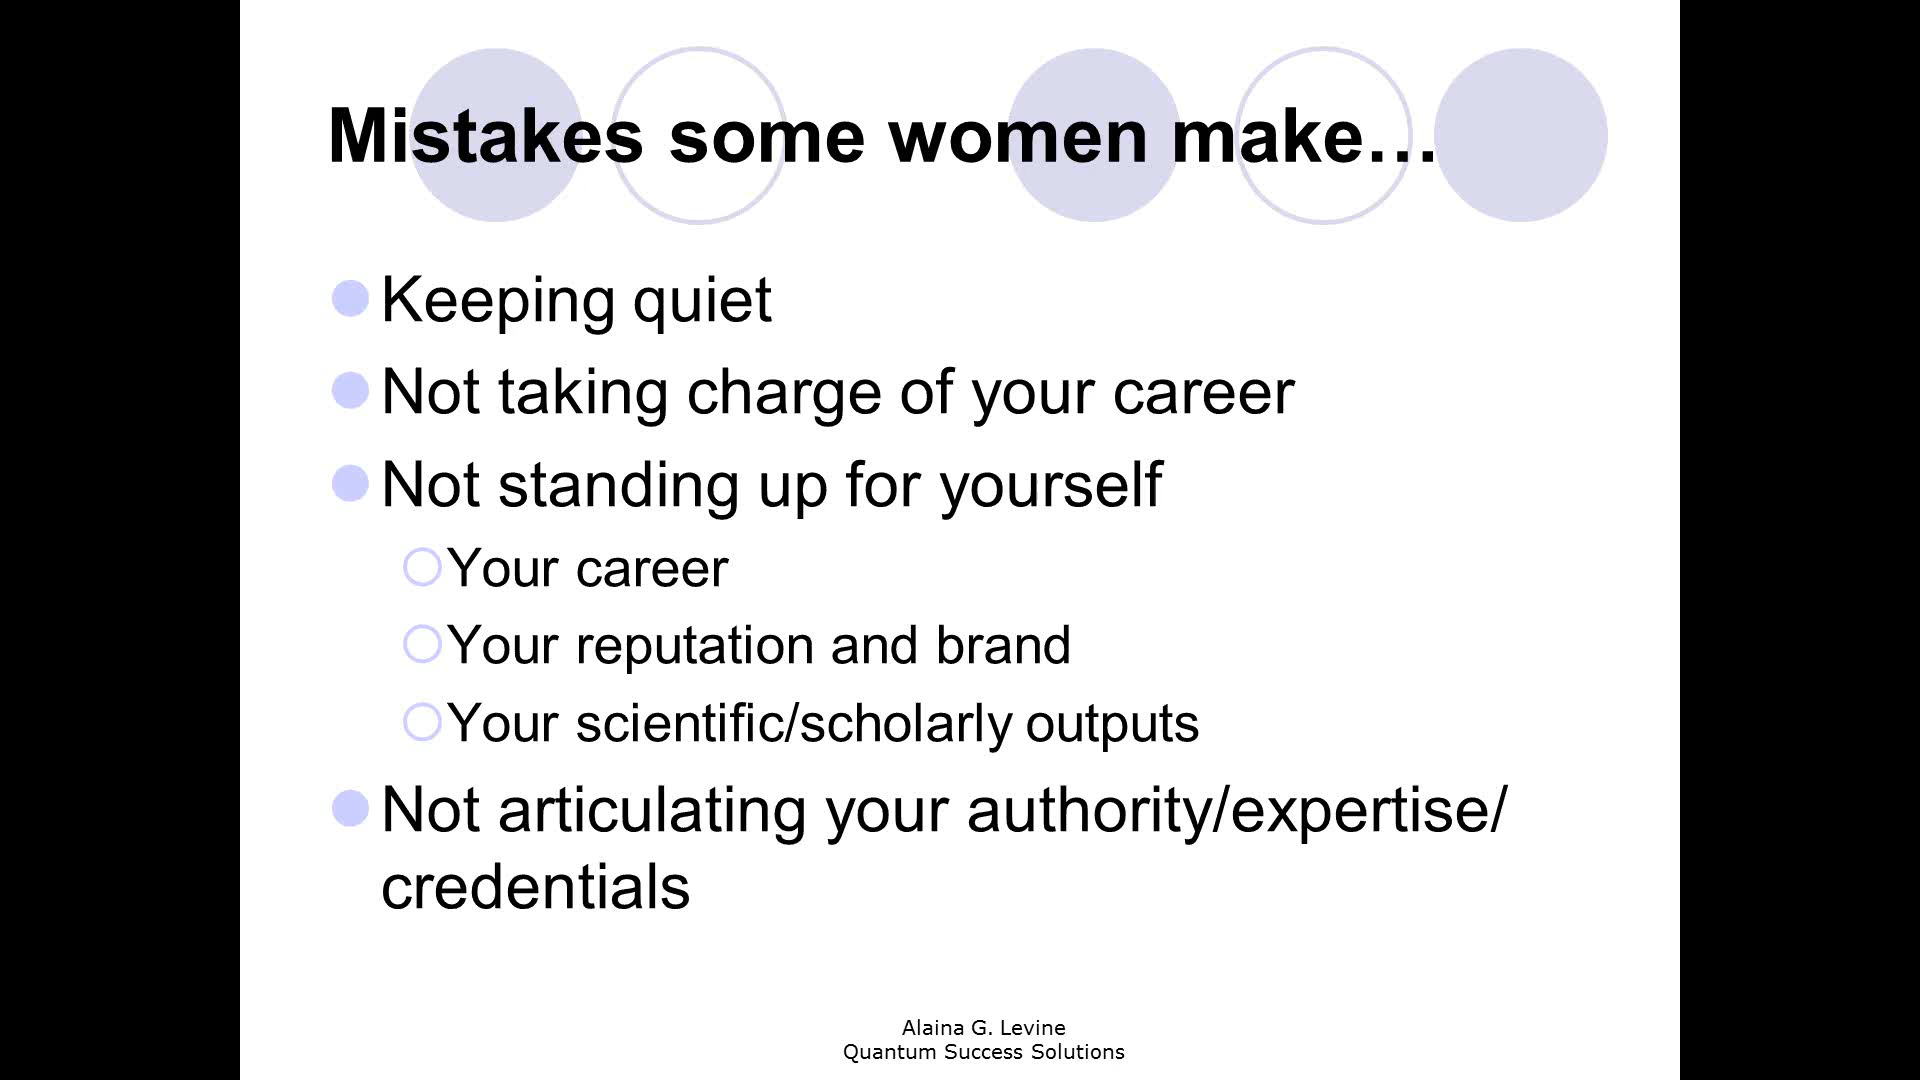 Mistakes some women make…
Keeping quiet
Not taking charge of your career
Not standing up for yourself
Your career
Your reputation and brand
Your scientific/scholarly outputs
Not articulating your authority/expertise/
credentials
Alaina G. Levine
Quantum Success Solutions